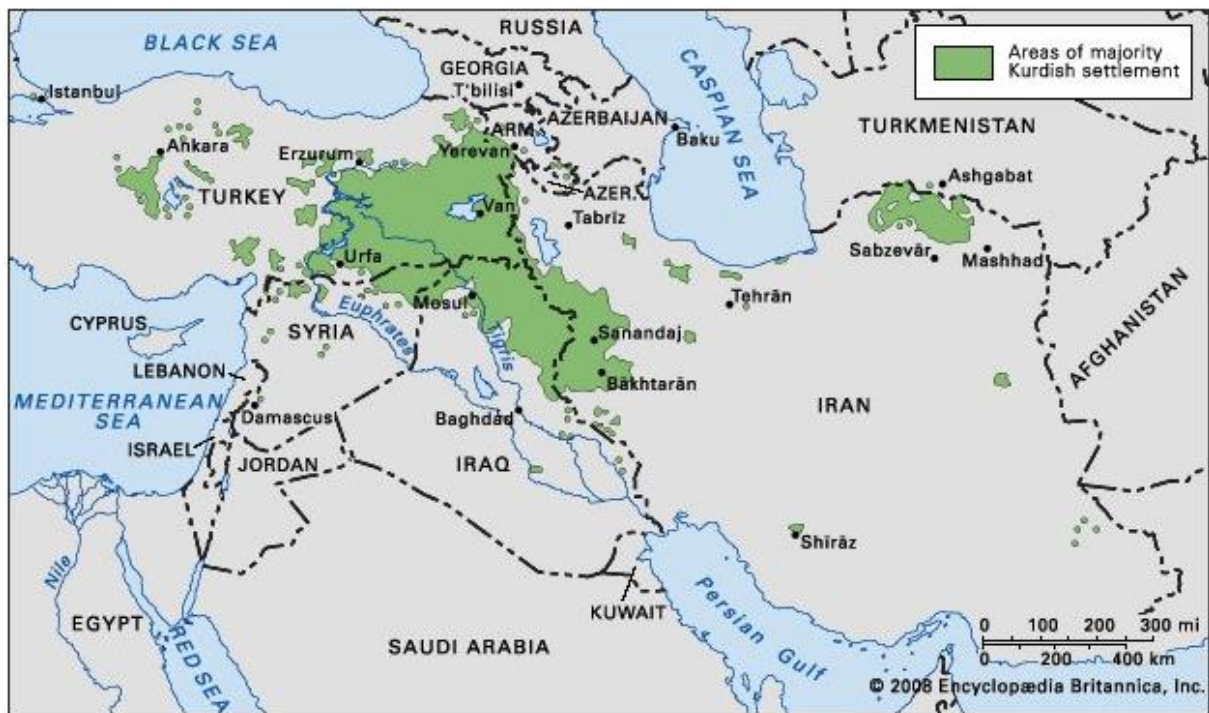 BLACK SEA
RUSSIA
Areas of majority
Kurdish settlement
Istanbul
GEORGIA
T'bilisi
CASPIAN SEA
AZERBAIJAN
ARM.
TURKMENISTAN
Ankara
Erzurum
Yerevan
Baku
Ashgabat
TURKEY
AZER.
Van
Tabrīz
Urfa
Sabzevār
Mashhad
Mosul
Tehrān
Euphrates
Tigris
CYPRUS
SYRIA
Sanandaj
AFGHANISTAN
LEBANON
Bākhtarān
MEDITERRANEAN
SEA
Damascus
Baghdād
IRAN
ISRAEL
JORDAN
IRAQ
Shīrāz
Nile
KUWAIT
Persian Gulf
EGYPT
RED SEA
SAUDI ARABIA
0 100 200 300 mi
0 200 400 km
© 2008 Encyclopædia Britannica, Inc.